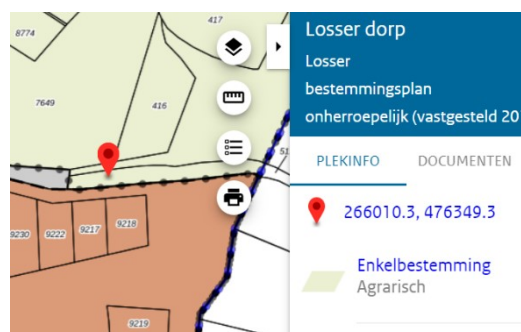 8774
417
7649
416
51
9230
9222
9217
9218
9219
Losser dorp
Losser
bestemmingsplan
onherroepelijk (vastgesteld 20
PLEKINFO DOCUMENTEN
266010.3, 476349.3
Enkelbestemming
Agrarisch